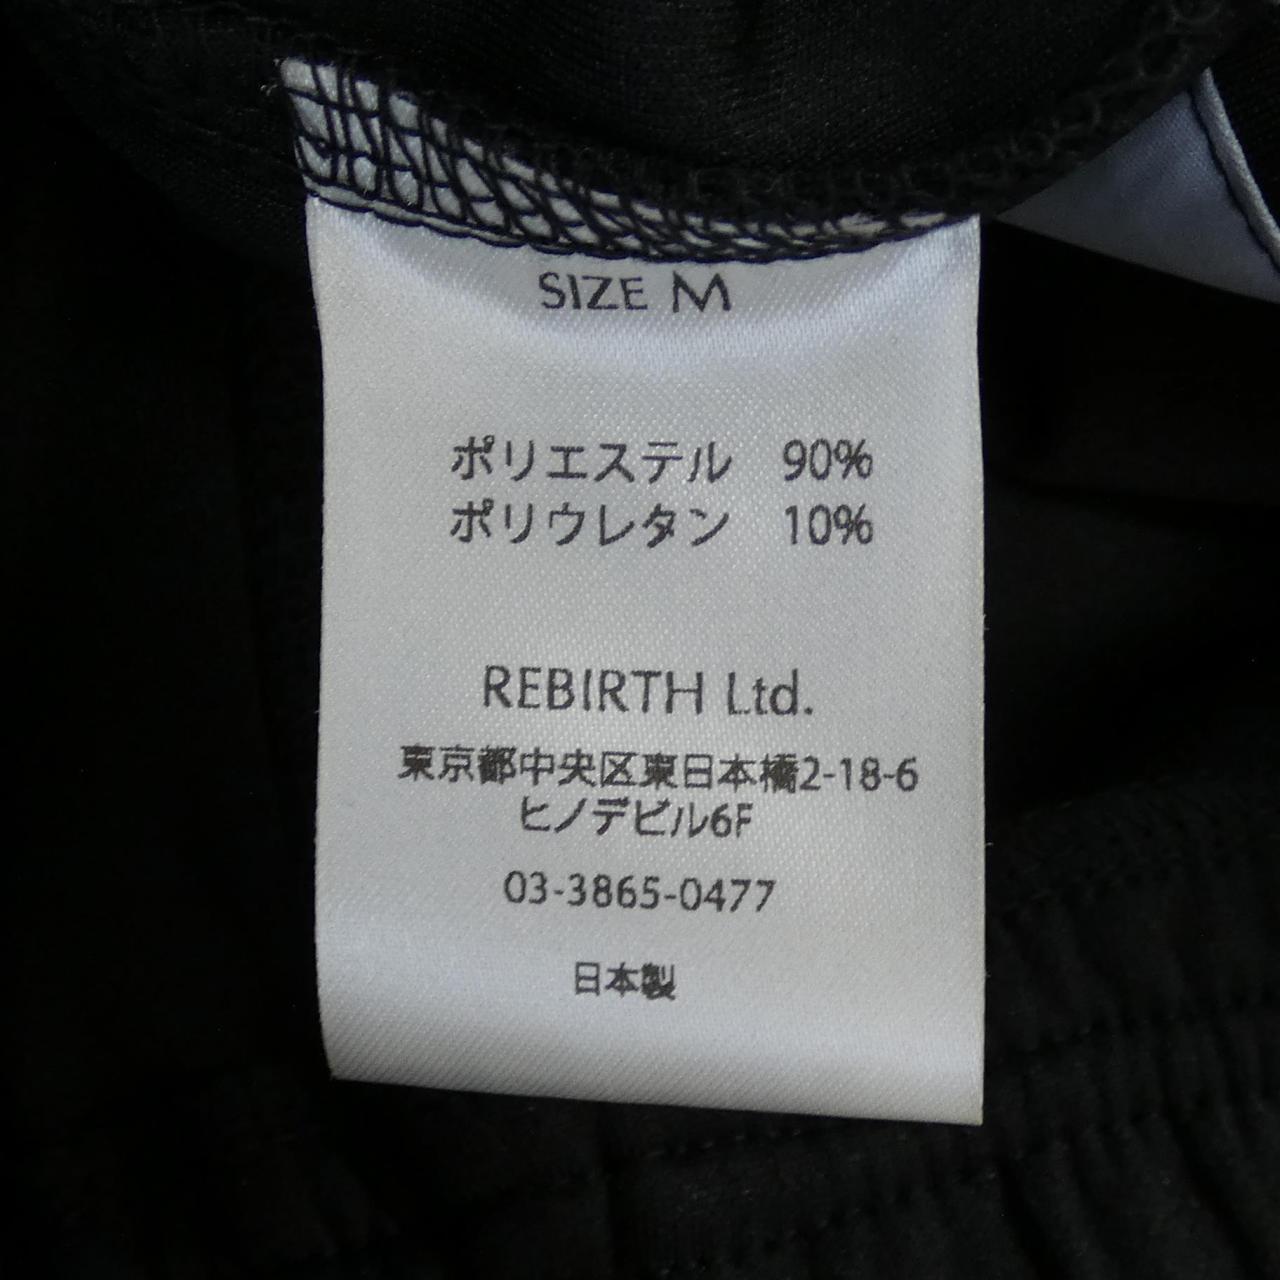 SIZE M
ポリエステル 90%
ポリウレタン 10%
REBIRTH Ltd.
東京都中央区東日本橋2-18-6
ヒノデビル6F
03-3865-0477
日本製